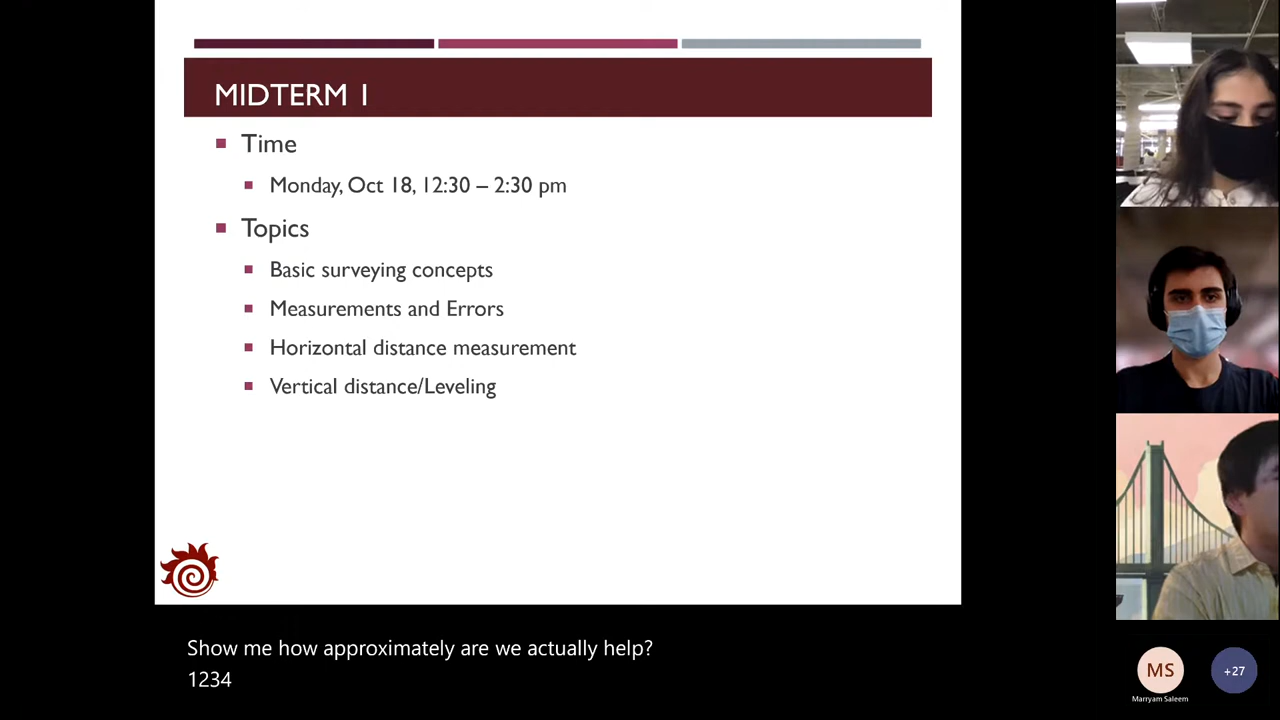 MIDTERM 1
Time
Monday, Oct 18, 12:30 – 2:30 pm
Topics
Basic surveying concepts
Measurements and Errors
Horizontal distance measurement
Vertical distance/Leveling
Show me how approximately are we actually help?
1234
MS
+27
Marryam Saleem